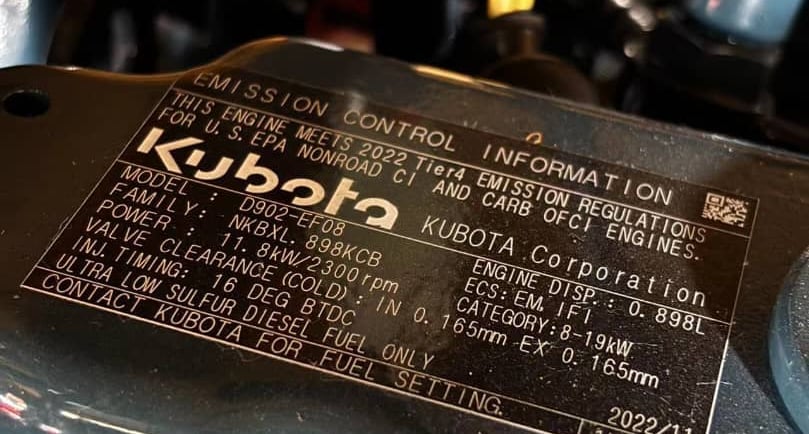 EMISSION CONTROL INFORMATION
THIS ENGINE MEETS 2022 Tier4 EMISSION REGULATIONS
FOR U.S. EPA NONROAD CI AND CARB OFCI ENGINES.
Kubota KUBOTA Corporation
MODEL : D902-EF08 ENGINE DISP.: 0.898L
FAMILY: NKBXL.898KCB ECS: EM, IFI
POWER : 11.8kW/2300rpm CATEGORY:8-19kW
VALVE CLEARANCE(COLD): IN 0.165mm EX 0.165mm
INJ. TIMING: 16 DEG BTDC
ULTRA LOW SULFUR DIESEL FUEL ONLY
CONTACT KUBOTA FOR FUEL SETTING.
2022/11